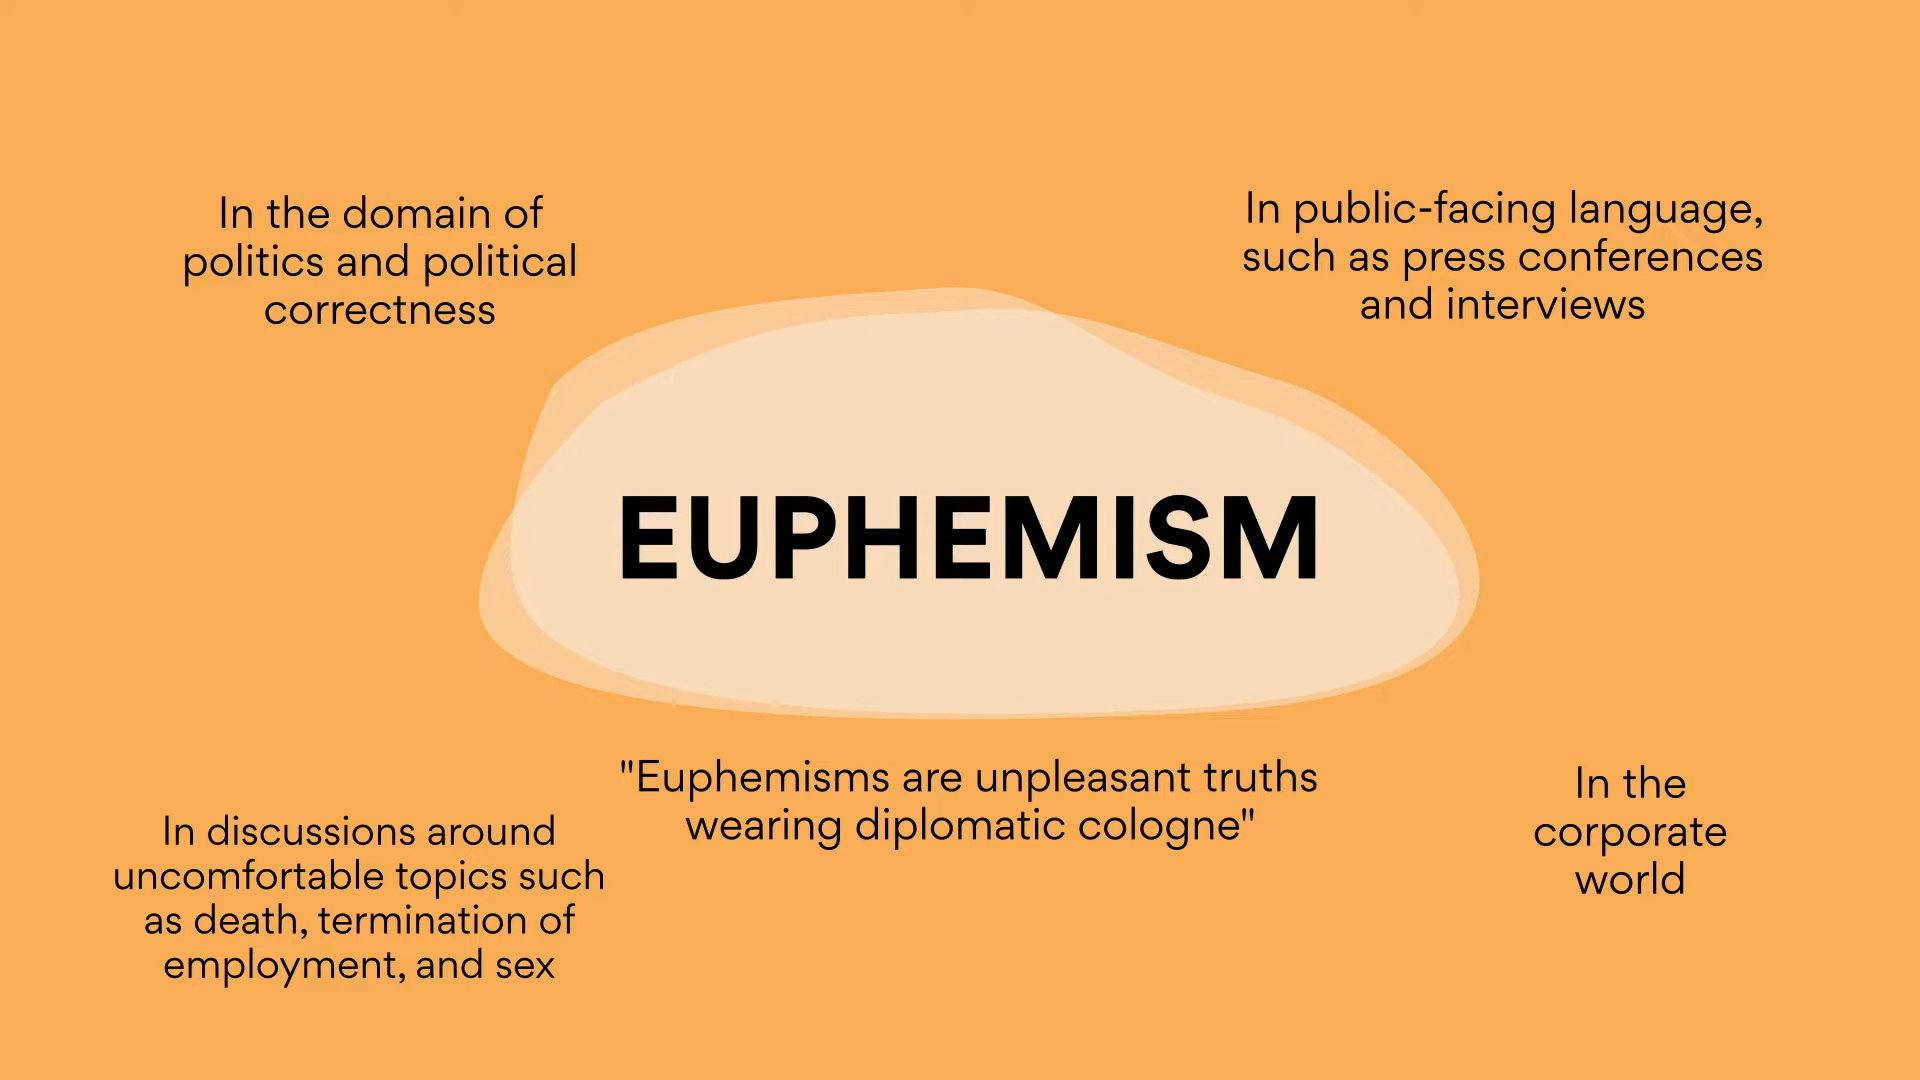 In the domain of
politics and political
correctness
In public-facing language,
such as press conferences
and interviews
EUPHEMISM
"Euphemisms are unpleasant truths
wearing diplomatic cologne"
In discussions around
uncomfortable topics such
as death, termination of
employment, and sex
In the
corporate
world